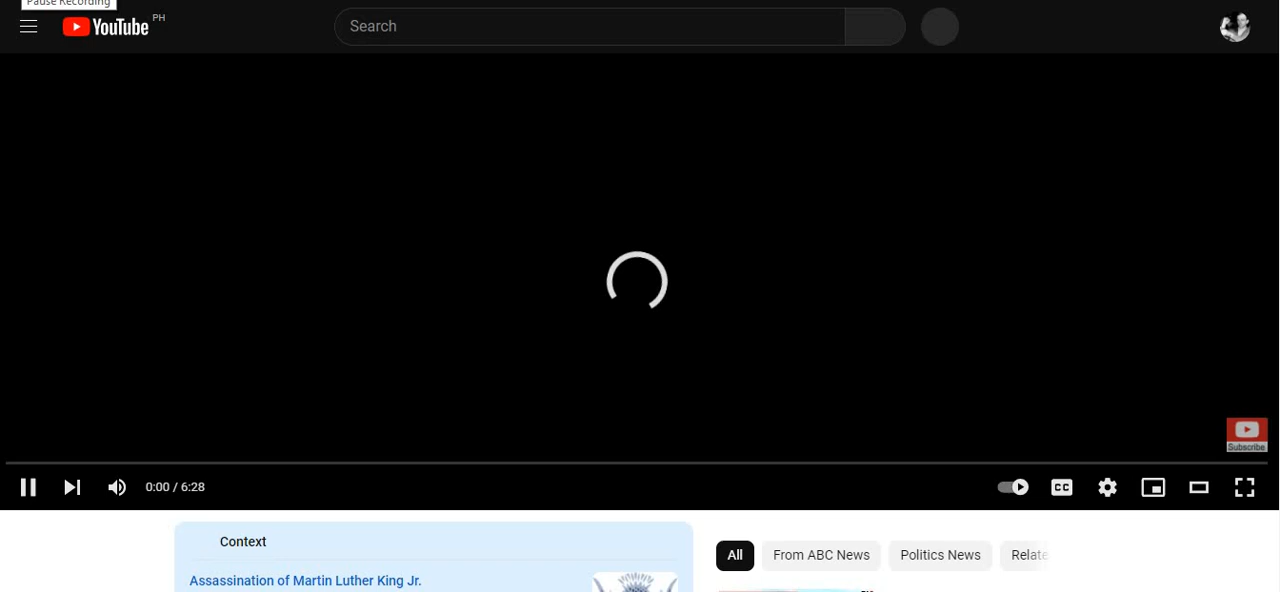 Pause Recording
YouTube PH
Search
Subscribe
0:00 / 6:28
CC
Context
All
From ABC News
Politics News
Relate
Assassination of Martin Luther King Jr.